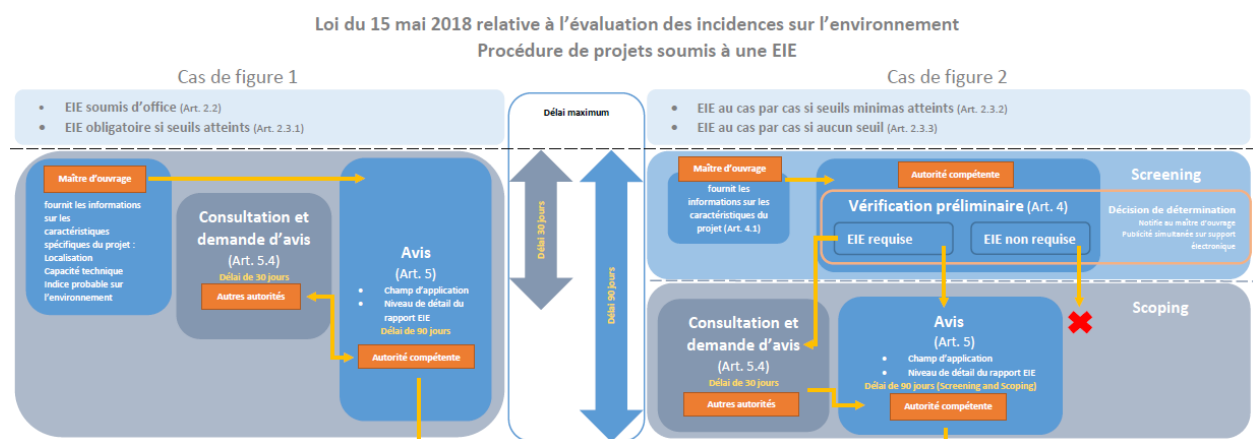 Loi du 15 mai 2018 relative à l’évaluation des incidences sur l’environnement
Procédure de projets soumis à une EIE
Cas de figure 1
• EIE soumis d’office (Art. 2.2)
• EIE obligatoire si seuils atteints (Art. 2.3.1)
Maître d’ouvrage
fournit les informations
sur les
caractéristiques
spécifiques du projet :
Localisation
Capacité technique
Indice probable sur
l’environnement
Consultation et
demande d’avis
(Art. 5.4)
Délai de 30 jours
Autres autorités
Avis
(Art. 5)
• Champ d’application
• Niveau de détail du
rapport EIE
Délai de 90 jours
Autorité compétente
Délai maximum
Délai 30 jours
Délai 90 jours
Cas de figure 2
• EIE au cas par cas si seuils minimas atteints (Art. 2.3.2)
• EIE au cas par cas si aucun seuil (Art. 2.3.3)
Maître d’ouvrage
fournit les
informations sur les
caractéristiques du
projet (Art. 4.1)
Autorité compétente
Screening
Vérification préliminaire (Art. 4)
EIE requise
EIE non requise
Décision de détermination
Notifie au maître d’ouvrage
Publicité simultanée sur support
électronique
Scoping
Consultation et
demande d’avis
(Art. 5.4)
Délai de 30 jours
Autres autorités
Avis
(Art. 5)
• Champ d’application
• Niveau de détail du rapport EIE
Délai de 90 jours (Screening and Scoping)
Autorité compétente